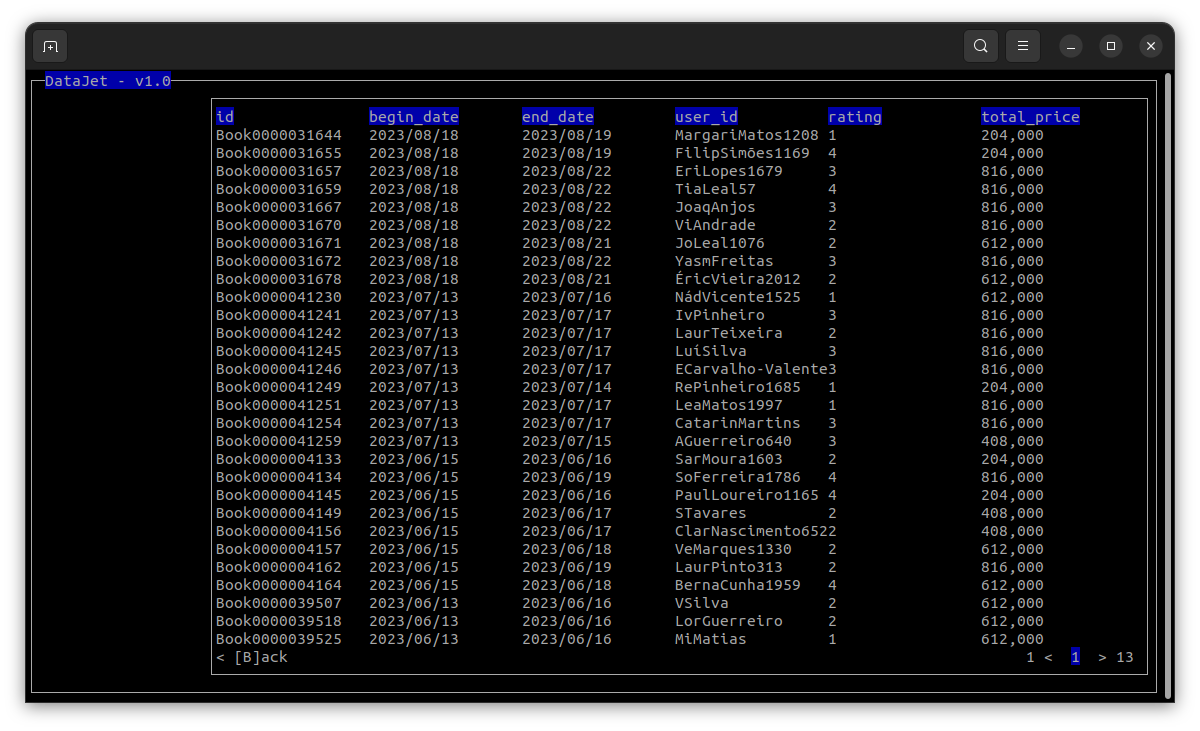 DataJet - v1.0
id begin_date end_date user_id rating total_price
Book0000031644 2023/08/18 2023/08/19 MargariMatos1208 1 204,000
Book0000031655 2023/08/18 2023/08/19 FilipSimões1169 4 204,000
Book0000031657 2023/08/18 2023/08/22 EriLopes1679 3 816,000
Book0000031659 2023/08/18 2023/08/22 TiaLeal57 4 816,000
Book0000031667 2023/08/18 2023/08/22 JoaqAnjos 3 816,000
Book0000031670 2023/08/18 2023/08/22 ViAndrade 2 816,000
Book0000031671 2023/08/18 2023/08/21 JoLeal1076 2 612,000
Book0000031672 2023/08/18 2023/08/22 YasmFreitas 3 816,000
Book0000031678 2023/08/18 2023/08/21 ÉricVieira2012 2 612,000
Book0000041230 2023/07/13 2023/07/16 NádVicente1525 1 612,000
Book0000041241 2023/07/13 2023/07/17 IvPinheiro 3 816,000
Book0000041242 2023/07/13 2023/07/17 LaurTeixeira 2 816,000
Book0000041245 2023/07/13 2023/07/17 LuíSilva 3 816,000
Book0000041246 2023/07/13 2023/07/17 ECarvalho-Valente3 816,000
Book0000041249 2023/07/13 2023/07/14 RePinheiro1685 1 204,000
Book0000041251 2023/07/13 2023/07/17 LeaMatos1997 1 816,000
Book0000041254 2023/07/13 2023/07/17 CatarinMartins 3 816,000
Book0000041259 2023/07/13 2023/07/15 AGuerreiro640 3 408,000
Book0000004133 2023/06/15 2023/06/16 SarMoura1603 2 204,000
Book0000004134 2023/06/15 2023/06/19 SoFerreira1786 4 816,000
Book0000004145 2023/06/15 2023/06/16 PaulLoureiro1165 4 204,000
Book0000004149 2023/06/15 2023/06/17 STavares 2 408,000
Book0000004156 2023/06/15 2023/06/17 ClarNascimento6522 408,000
Book0000004157 2023/06/15 2023/06/18 VeMarques1330 2 612,000
Book0000004162 2023/06/15 2023/06/19 LaurPinto313 2 816,000
Book0000004164 2023/06/15 2023/06/18 BernaCunha1959 4 612,000
Book0000039507 2023/06/13 2023/06/16 VSilva 2 612,000
Book0000039518 2023/06/13 2023/06/16 LorGuerreiro 2 612,000
Book0000039525 2023/06/13 2023/06/16 MiMatias 1 612,000
< [B]ack 1 < 1 > 13